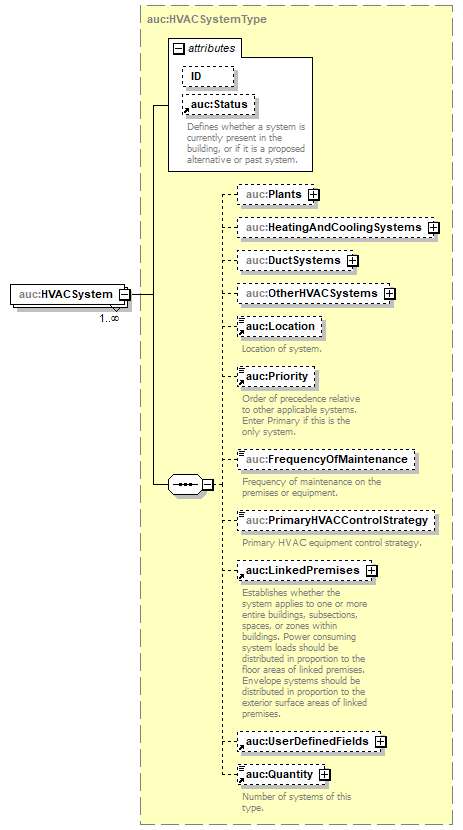 auc:HVACSystemType
attributes
ID
auc:Status
Defines whether a system is
currently present in the
building, or if it is a proposed
alternative or past system.
auc:Plants
auc:HeatingAndCoolingSystems
auc:DuctSystems
auc:HVACSystem
1..∞
auc:OtherHVACSystems
auc:Location
Location of system.
auc:Priority
Order of precedence relative
to other applicable systems.
Enter Primary if this is the
only system.
auc:FrequencyOfMaintenance
Frequency of maintenance on the
premises or equipment.
auc:PrimaryHVACControlStrategy
Primary HVAC equipment control strategy.
auc:LinkedPremises
Establishes whether the
system applies to one or more
entire buildings, subsections,
spaces, or zones within
buildings. Power consuming
system loads should be
distributed in proportion to the
floor areas of linked premises.
Envelope systems should be
distributed in proportion to the
exterior surface areas of linked
premises.
auc:UserDefinedFields
auc:Quantity
Number of systems of this
type.